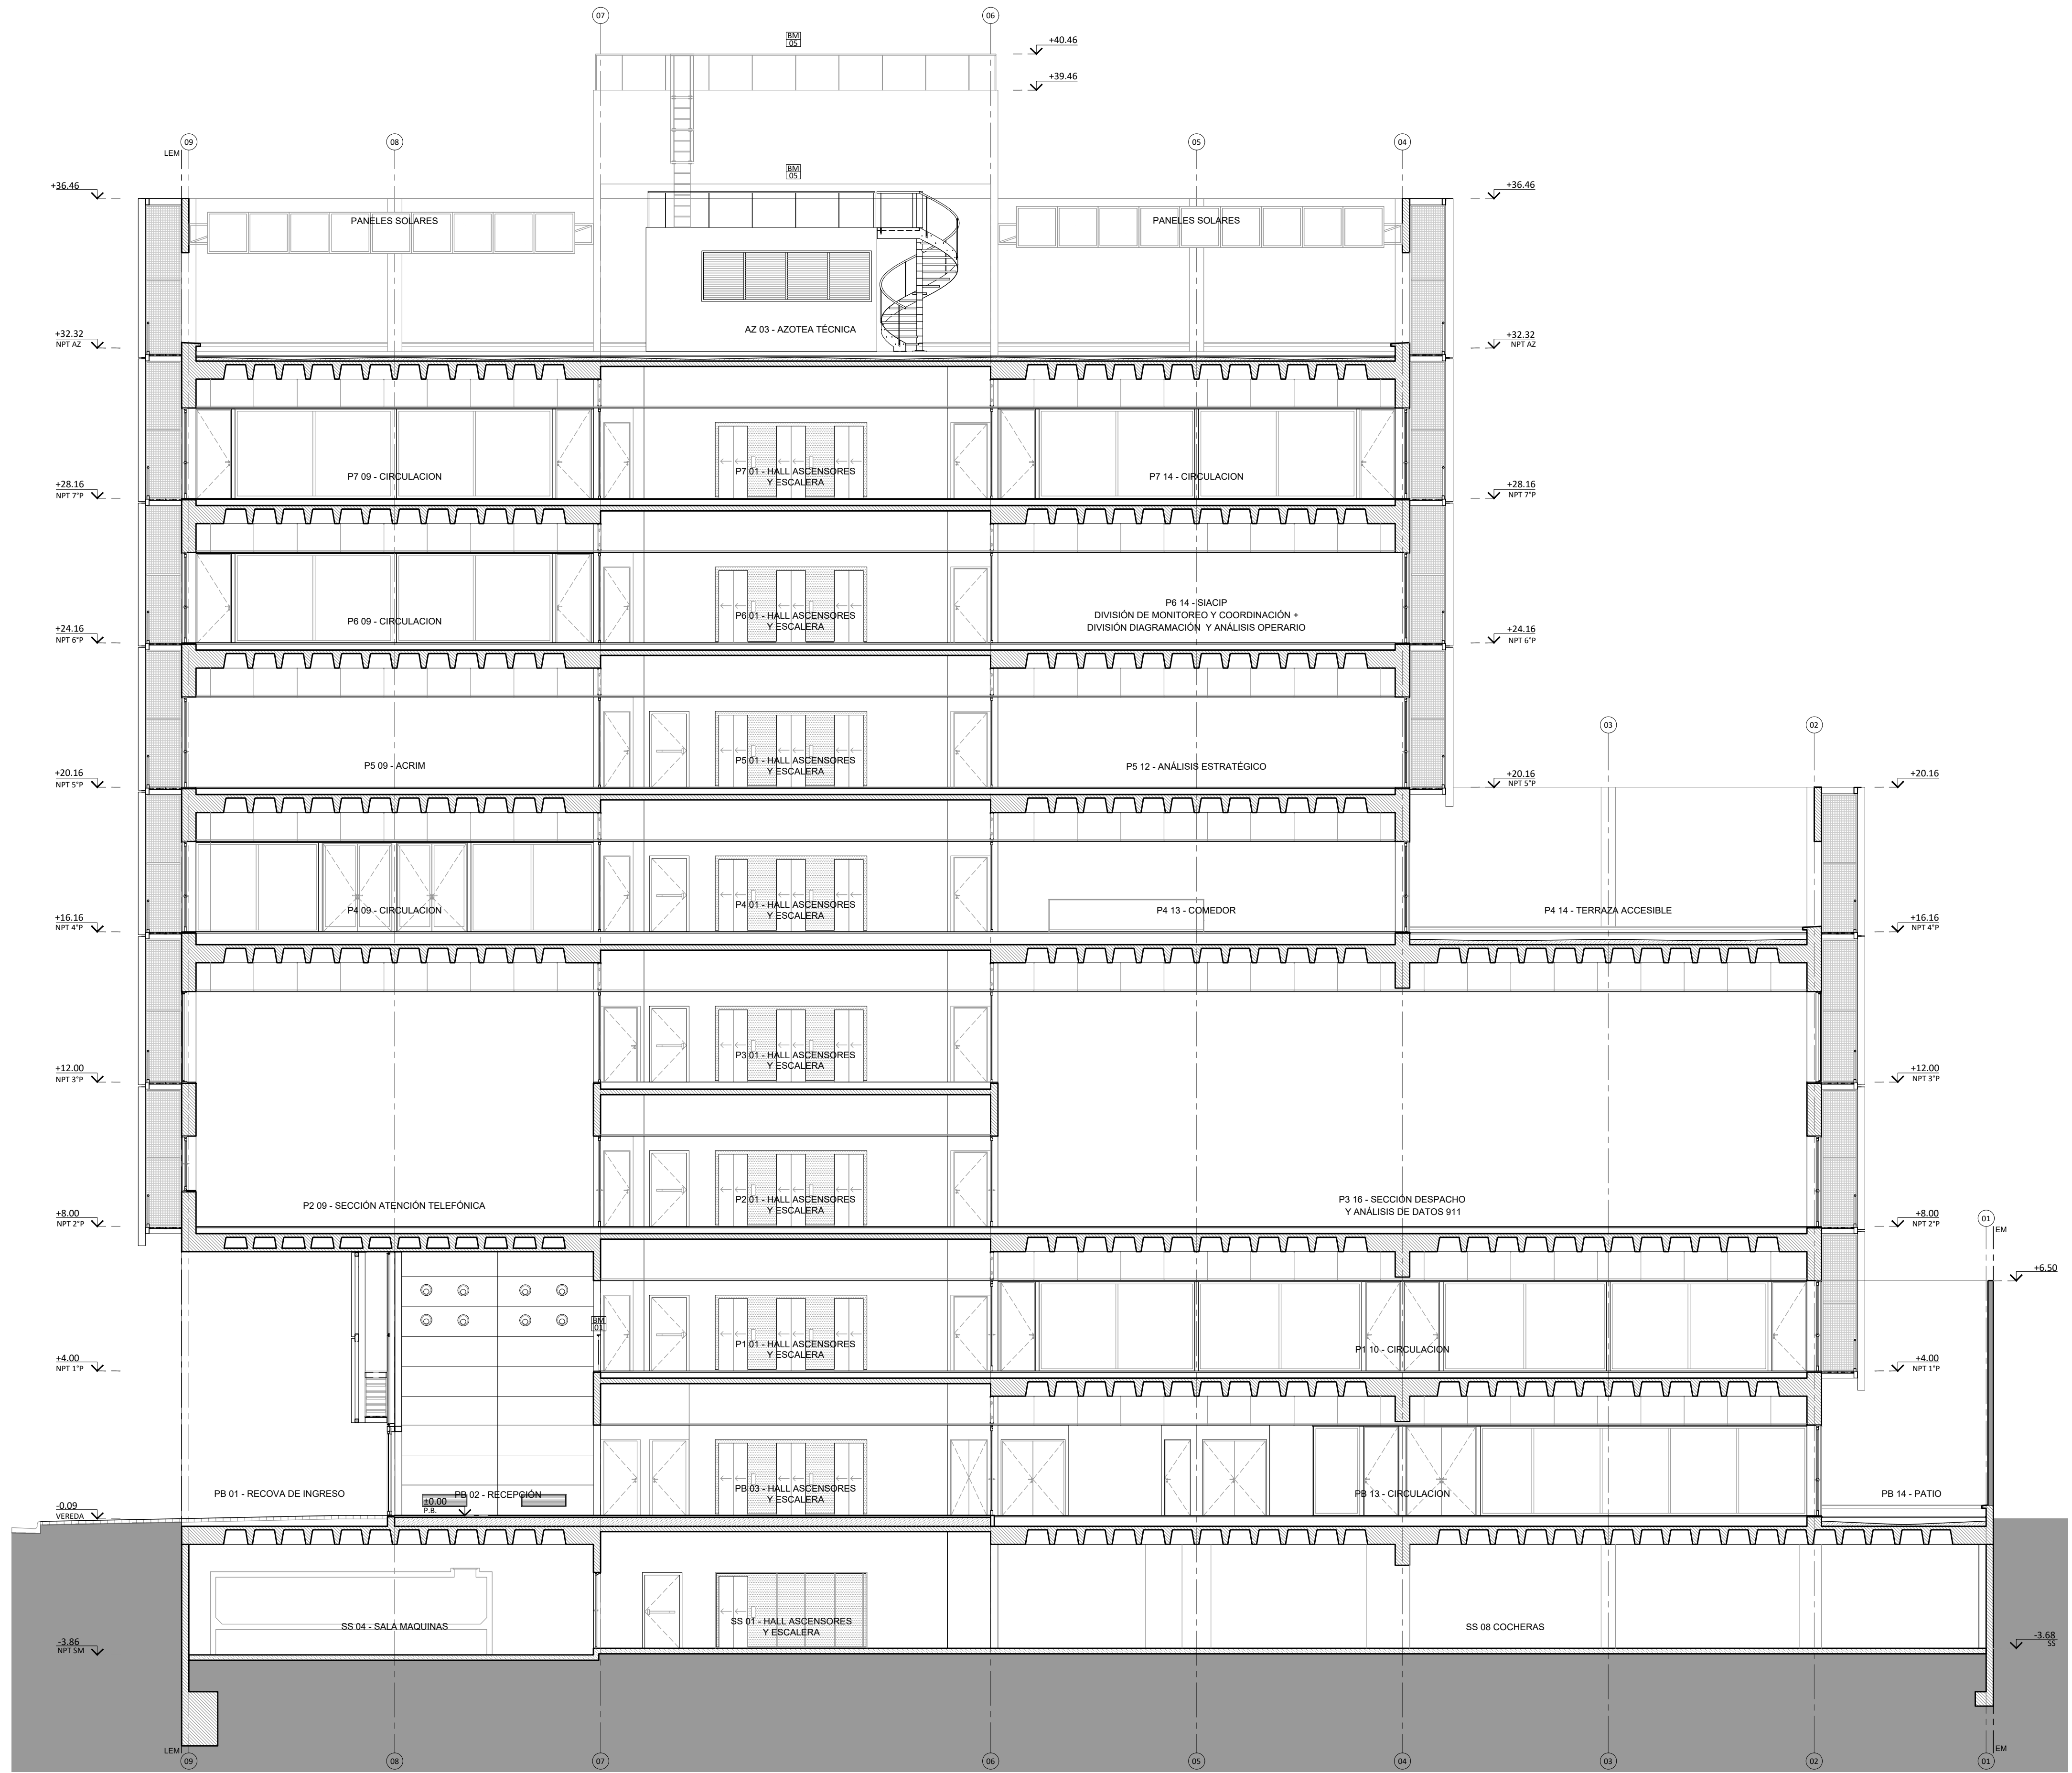 07
06
BM
05
+40.46
+39.46
09
08
05
04
LEM
BM
05
+36.46
+36.46
PANELES SOLARES
PANELES SOLARES
AZ 03 - AZOTEA TÉCNICA
+32.32
NPT AZ
+32.32
NPT AZ
P7 09 - CIRCULACION
P7 01 - HALL ASCENSORES
Y ESCALERA
P7 14 - CIRCULACION
+28.16
NPT 7°P
+28.16
NPT 7°P
P6 09 - CIRCULACION
P6 01 - HALL ASCENSORES
Y ESCALERA
P6 14 - SIACIP
DIVISIÓN DE MONITOREO Y COORDINACIÓN +
DIVISIÓN DIAGRAMACIÓN Y ANÁLISIS OPERARIO
+24.16
NPT 6°P
+24.16
NPT 6°P
03
02
P5 09 - ACRIM
P5 01 - HALL ASCENSORES
Y ESCALERA
P5 12 - ANÁLISIS ESTRATÉGICO
+20.16
NPT 5°P
+20.16
NPT 5°P
+20.16
P4 09 - CIRCULACION
P4 01 - HALL ASCENSORES
Y ESCALERA
P4 13 - COMEDOR
P4 14 - TERRAZA ACCESIBLE
+16.16
NPT 4°P
+16.16
NPT 4°P
P3 01 - HALL ASCENSORES
Y ESCALERA
+12.00
NPT 3°P
+12.00
NPT 3°P
P2 09 - SECCIÓN ATENCIÓN TELEFÓNICA
P2 01 - HALL ASCENSORES
Y ESCALERA
P3 16 - SECCIÓN DESPACHO
Y ANÁLISIS DE DATOS 911
+8.00
NPT 2°P
+8.00
NPT 2°P
01
EM
+6.50
BM
01
P1 01 - HALL ASCENSORES
Y ESCALERA
P1 10 - CIRCULACION
+4.00
NPT 1°P
+4.00
NPT 1°P
PB 01 - RECOVA DE INGRESO
PB 02 - RECEPCIÓN
±0.00
P.B.
PB 03 - HALL ASCENSORES
Y ESCALERA
PB 13 - CIRCULACION
PB 14 - PATIO
-0.09
VEREDA
SS 04 - SALA MAQUINAS
SS 01 - HALL ASCENSORES
Y ESCALERA
SS 08 COCHERAS
-3.86
NPT SM
-3.68
SS
LEM
EM
09
08
07
06
05
04
03
02
01